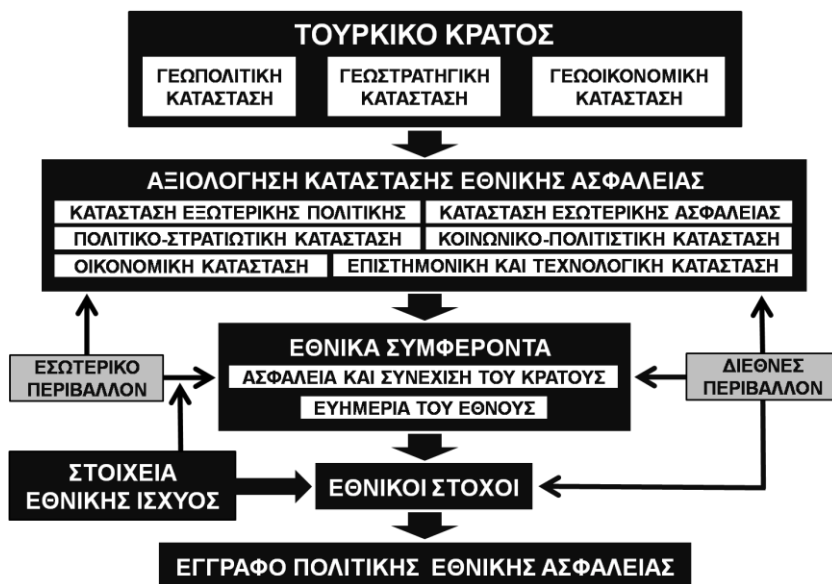 ΤΟΥΡΚΙΚΟ ΚΡΑΤΟΣ
ΓΕΩΠΟΛΙΤΙΚΗ
ΚΑΤΑΣΤΑΣΗ
ΓΕΩΣΤΡΑΤΗΓΙΚΗ
ΚΑΤΑΣΤΑΣΗ
ΓΕΩΟΙΚΟΝΟΜΙΚΗ
ΚΑΤΑΣΤΑΣΗ
ΑΞΙΟΛΟΓΗΣΗ ΚΑΤΑΣΤΑΣΗΣ ΕΘΝΙΚΗΣ ΑΣΦΑΛΕΙΑΣ
ΚΑΤΑΣΤΑΣΗ ΕΞΩΤΕΡΙΚΗΣ ΠΟΛΙΤΙΚΗΣ
ΚΑΤΑΣΤΑΣΗ ΕΣΩΤΕΡΙΚΗΣ ΑΣΦΑΛΕΙΑΣ
ΠΟΛΙΤΙΚΟ-ΣΤΡΑΤΙΩΤΙΚΗ ΚΑΤΑΣΤΑΣΗ
ΚΟΙΝΩΝΙΚΟ-ΠΟΛΙΤΙΣΤΙΚΗ ΚΑΤΑΣΤΑΣΗ
ΟΙΚΟΝΟΜΙΚΗ ΚΑΤΑΣΤΑΣΗ
ΕΠΙΣΤΗΜΟΝΙΚΗ ΚΑΙ ΤΕΧΝΟΛΟΓΙΚΗ ΚΑΤΑΣΤΑΣΗ
ΕΣΩΤΕΡΙΚΟ
ΠΕΡΙΒΑΛΛΟΝ
ΕΘΝΙΚΑ ΣΥΜΦΕΡΟΝΤΑ
ΑΣΦΑΛΕΙΑ ΚΑΙ ΣΥΝΕΧΙΣΗ ΤΟΥ ΚΡΑΤΟΥΣ
ΕΥΗΜΕΡΙΑ ΤΟΥ ΕΘΝΟΥΣ
ΔΙΕΘΝΕΣ
ΠΕΡΙΒΑΛΛΟΝ
ΣΤΟΙΧΕΙΑ
ΕΘΝΙΚΗΣ ΙΣΧΥΟΣ
ΕΘΝΙΚΟΙ ΣΤΟΧΟΙ
ΕΓΓΡΑΦΟ ΠΟΛΙΤΙΚΗΣ ΕΘΝΙΚΗΣ ΑΣΦΑΛΕΙΑΣ